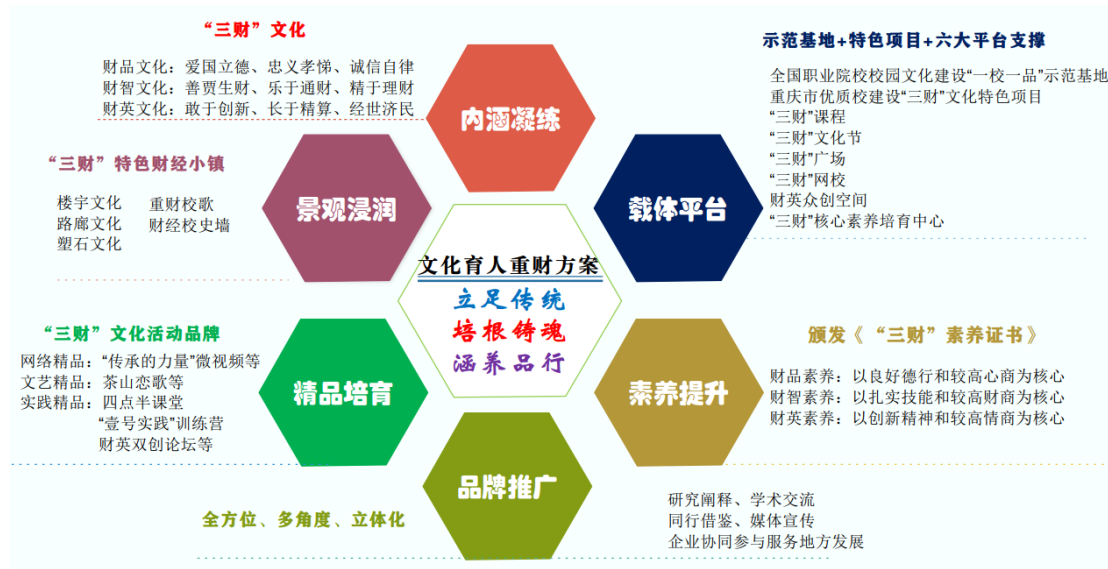 “三财”文化
财品文化：爱国立德、忠义孝悌、诚信自律
财智文化：善贾生财、乐于通财、精于理财
财英文化：敢于创新、长于精算、经世济民
内涵凝练
示范基地+特色项目+六大平台支撑
全国职业院校校园文化建设“一校一品”示范基地
重庆市优质校建设“三财”文化特色项目
“三财”课程
“三财”文化节
“三财”广场
“三财”网校
财英众创空间
“三财”核心素养培育中心
载体平台
“三财”特色财经小镇
楼宇文化 重财校歌
路廊文化 财经校史墙
塑石文化
景观浸润
文化育人重财方案
立足传统
培根铸魂
涵养品行
“三财”文化活动品牌
网络精品：“传承的力量”微视频等
文艺精品：茶山恋歌等
实践精品：四点半课堂
“壹号实践”训练营
财英双创论坛等
精品培育
素养提升
颁发《“三财”素养证书》
财品素养：以良好德行和较高心商为核心
财智素养：以扎实技能和较高财商为核心
财英素养：以创新精神和较高情商为核心
品牌推广
全方位、多角度、立体化
研究阐释、学术交流
同行借鉴、媒体宣传
企业协同参与服务地方发展